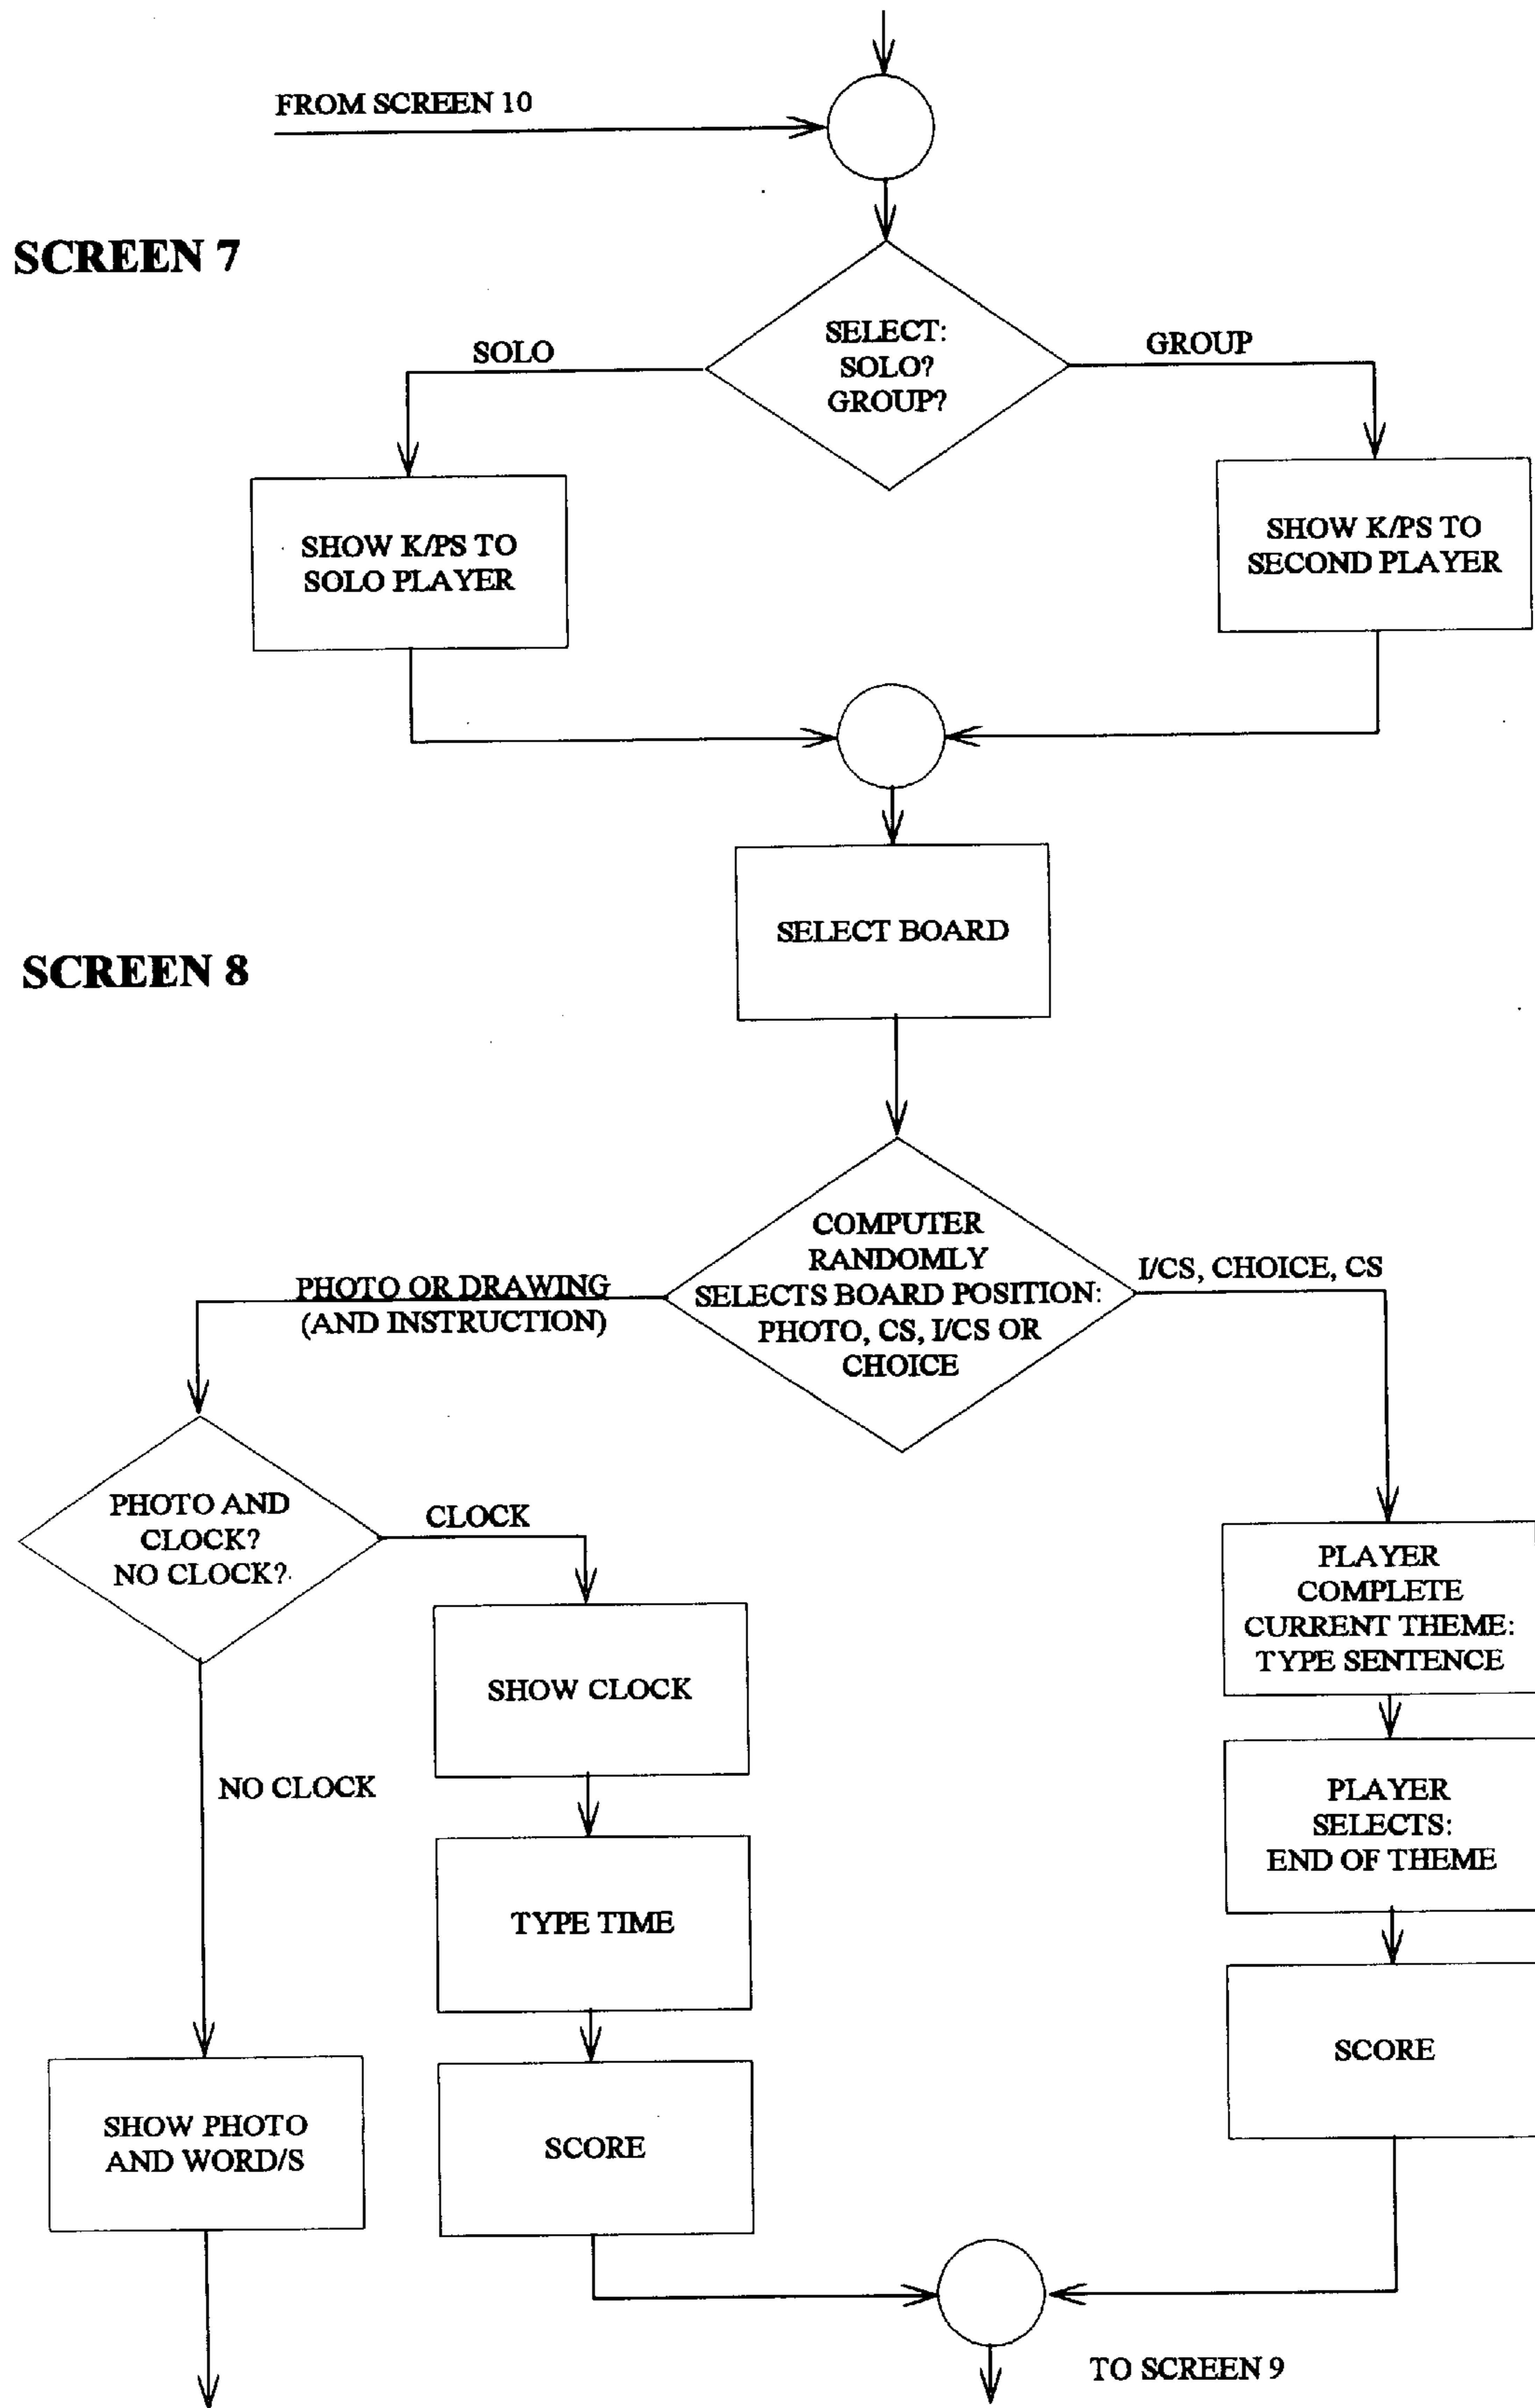 FROM SCREEN 10
SCREEN 7
SELECT:
SOLO?
GROUP?
SOLO
GROUP
SHOW K/PS TO
SOLO PLAYER
SHOW K/PS TO
SECOND PLAYER
SELECT BOARD
SCREEN 8
COMPUTER
RANDOMLY
SELECTS BOARD POSITION:
PHOTO, CS, I/CS OR
CHOICE
PHOTO OR DRAWING
(AND INSTRUCTION)
I/CS, CHOICE, CS
PHOTO AND
CLOCK?
NO CLOCK?
CLOCK
NO CLOCK
SHOW CLOCK
TYPE TIME
SCORE
SHOW PHOTO
AND WORD/S
PLAYER
COMPLETE
CURRENT THEME:
TYPE SENTENCE
PLAYER
SELECTS:
END OF THEME
SCORE
TO SCREEN 9